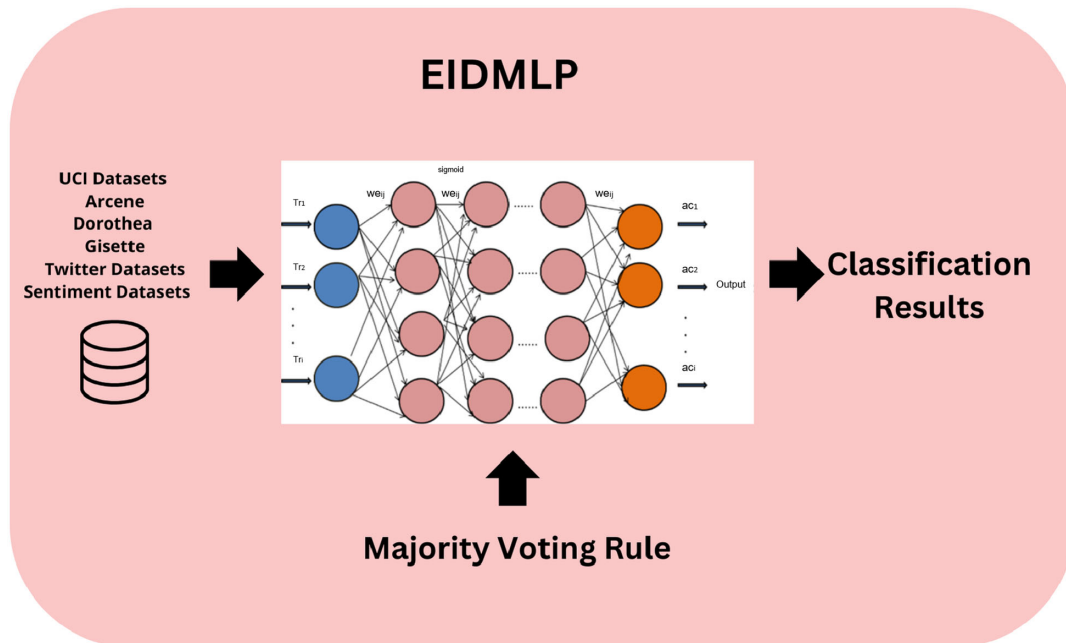 EIDMLP
UCI Datasets
Arcene
Dorothea
Gisette
Twitter Datasets
Sentiment Datasets
sigmoid
Tr1
Tr2
Tri
weij
weij
weij
......
......
......
......
ac1
ac2
Output
aci
Classification
Results
Majority Voting Rule